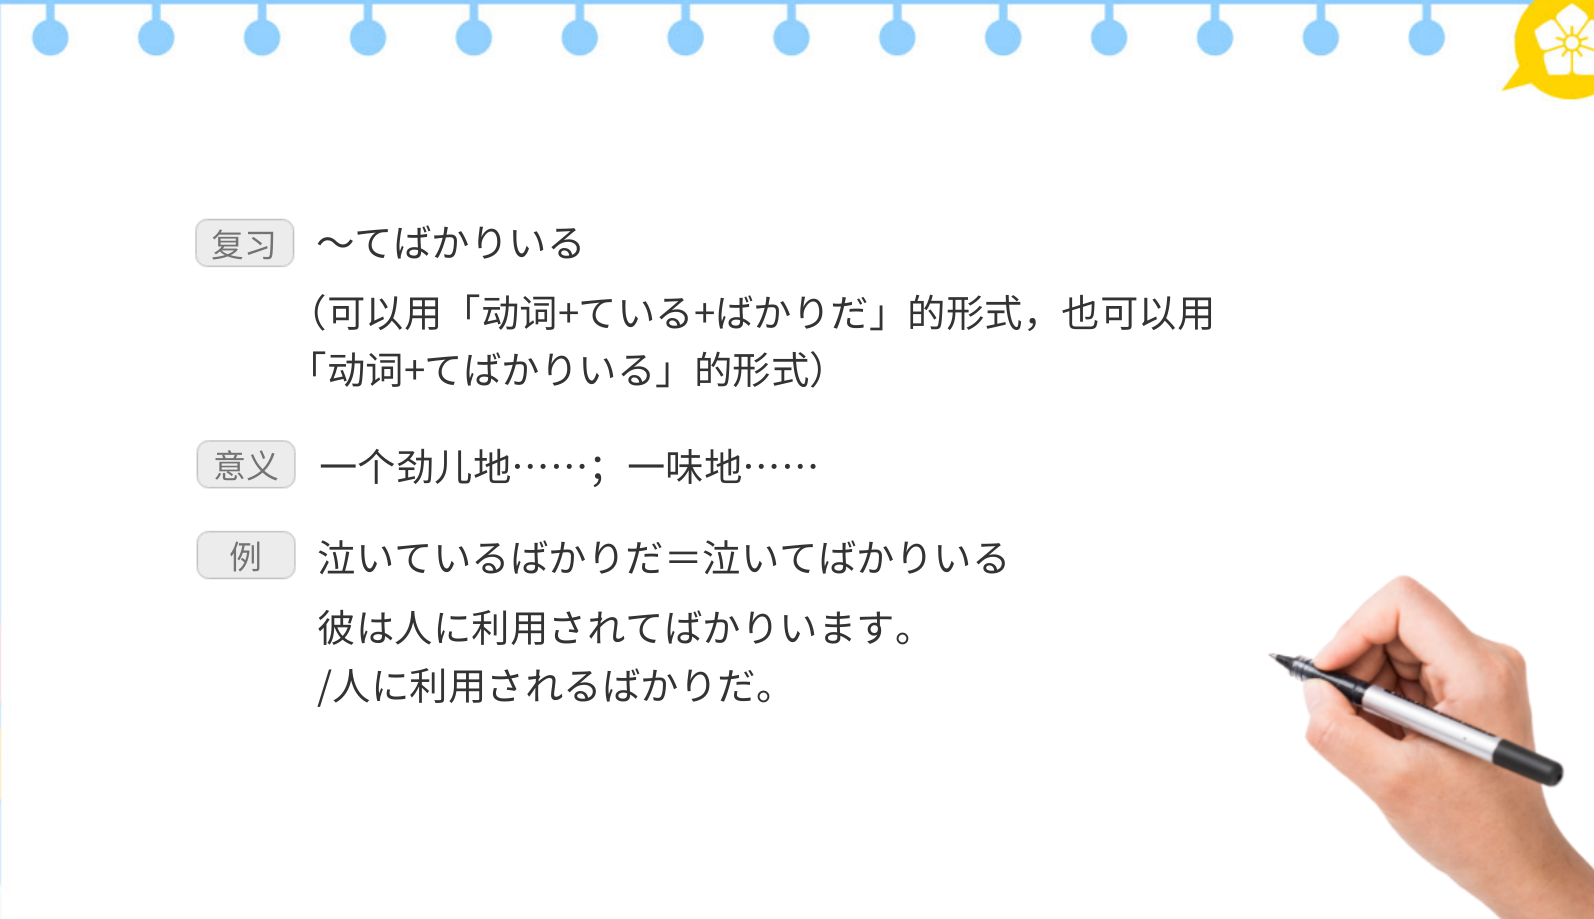 复习 ～てばかりいる
（可以用「动词+ている+ばかりだ」的形式，也可以用
「动词+てばかりいる」的形式）
意义 一个劲儿地……；一味地……
例 泣いているばかりだ＝泣いてばかりいる
彼は人に利用されてばかりいます。
/人に利用されるばかりだ。